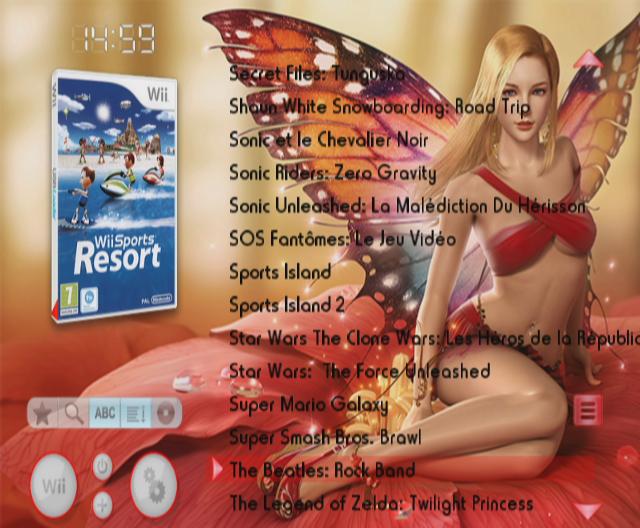 14:59
Wii
Wii Sports
Resort
7
PAL Nintendo
Secret Files: Tunguska
Shaun White Snowboarding: Road Trip
Sonic et le Chevalier Noir
Sonic Riders: Zero Gravity
Sonic Unleashed: La Malédiction Du Hérisson
SOS Fantômes: Le Jeu Vidéo
Sports Island
Sports Island 2
Star Wars The Clone Wars: Les Héros de la Républic
Star Wars: The Force Unleashed
Super Mario Galaxy
Super Smash Bros. Brawl
The Beatles: Rock Band
The Legend of Zelda: Twilight Princess
ABC
Wii